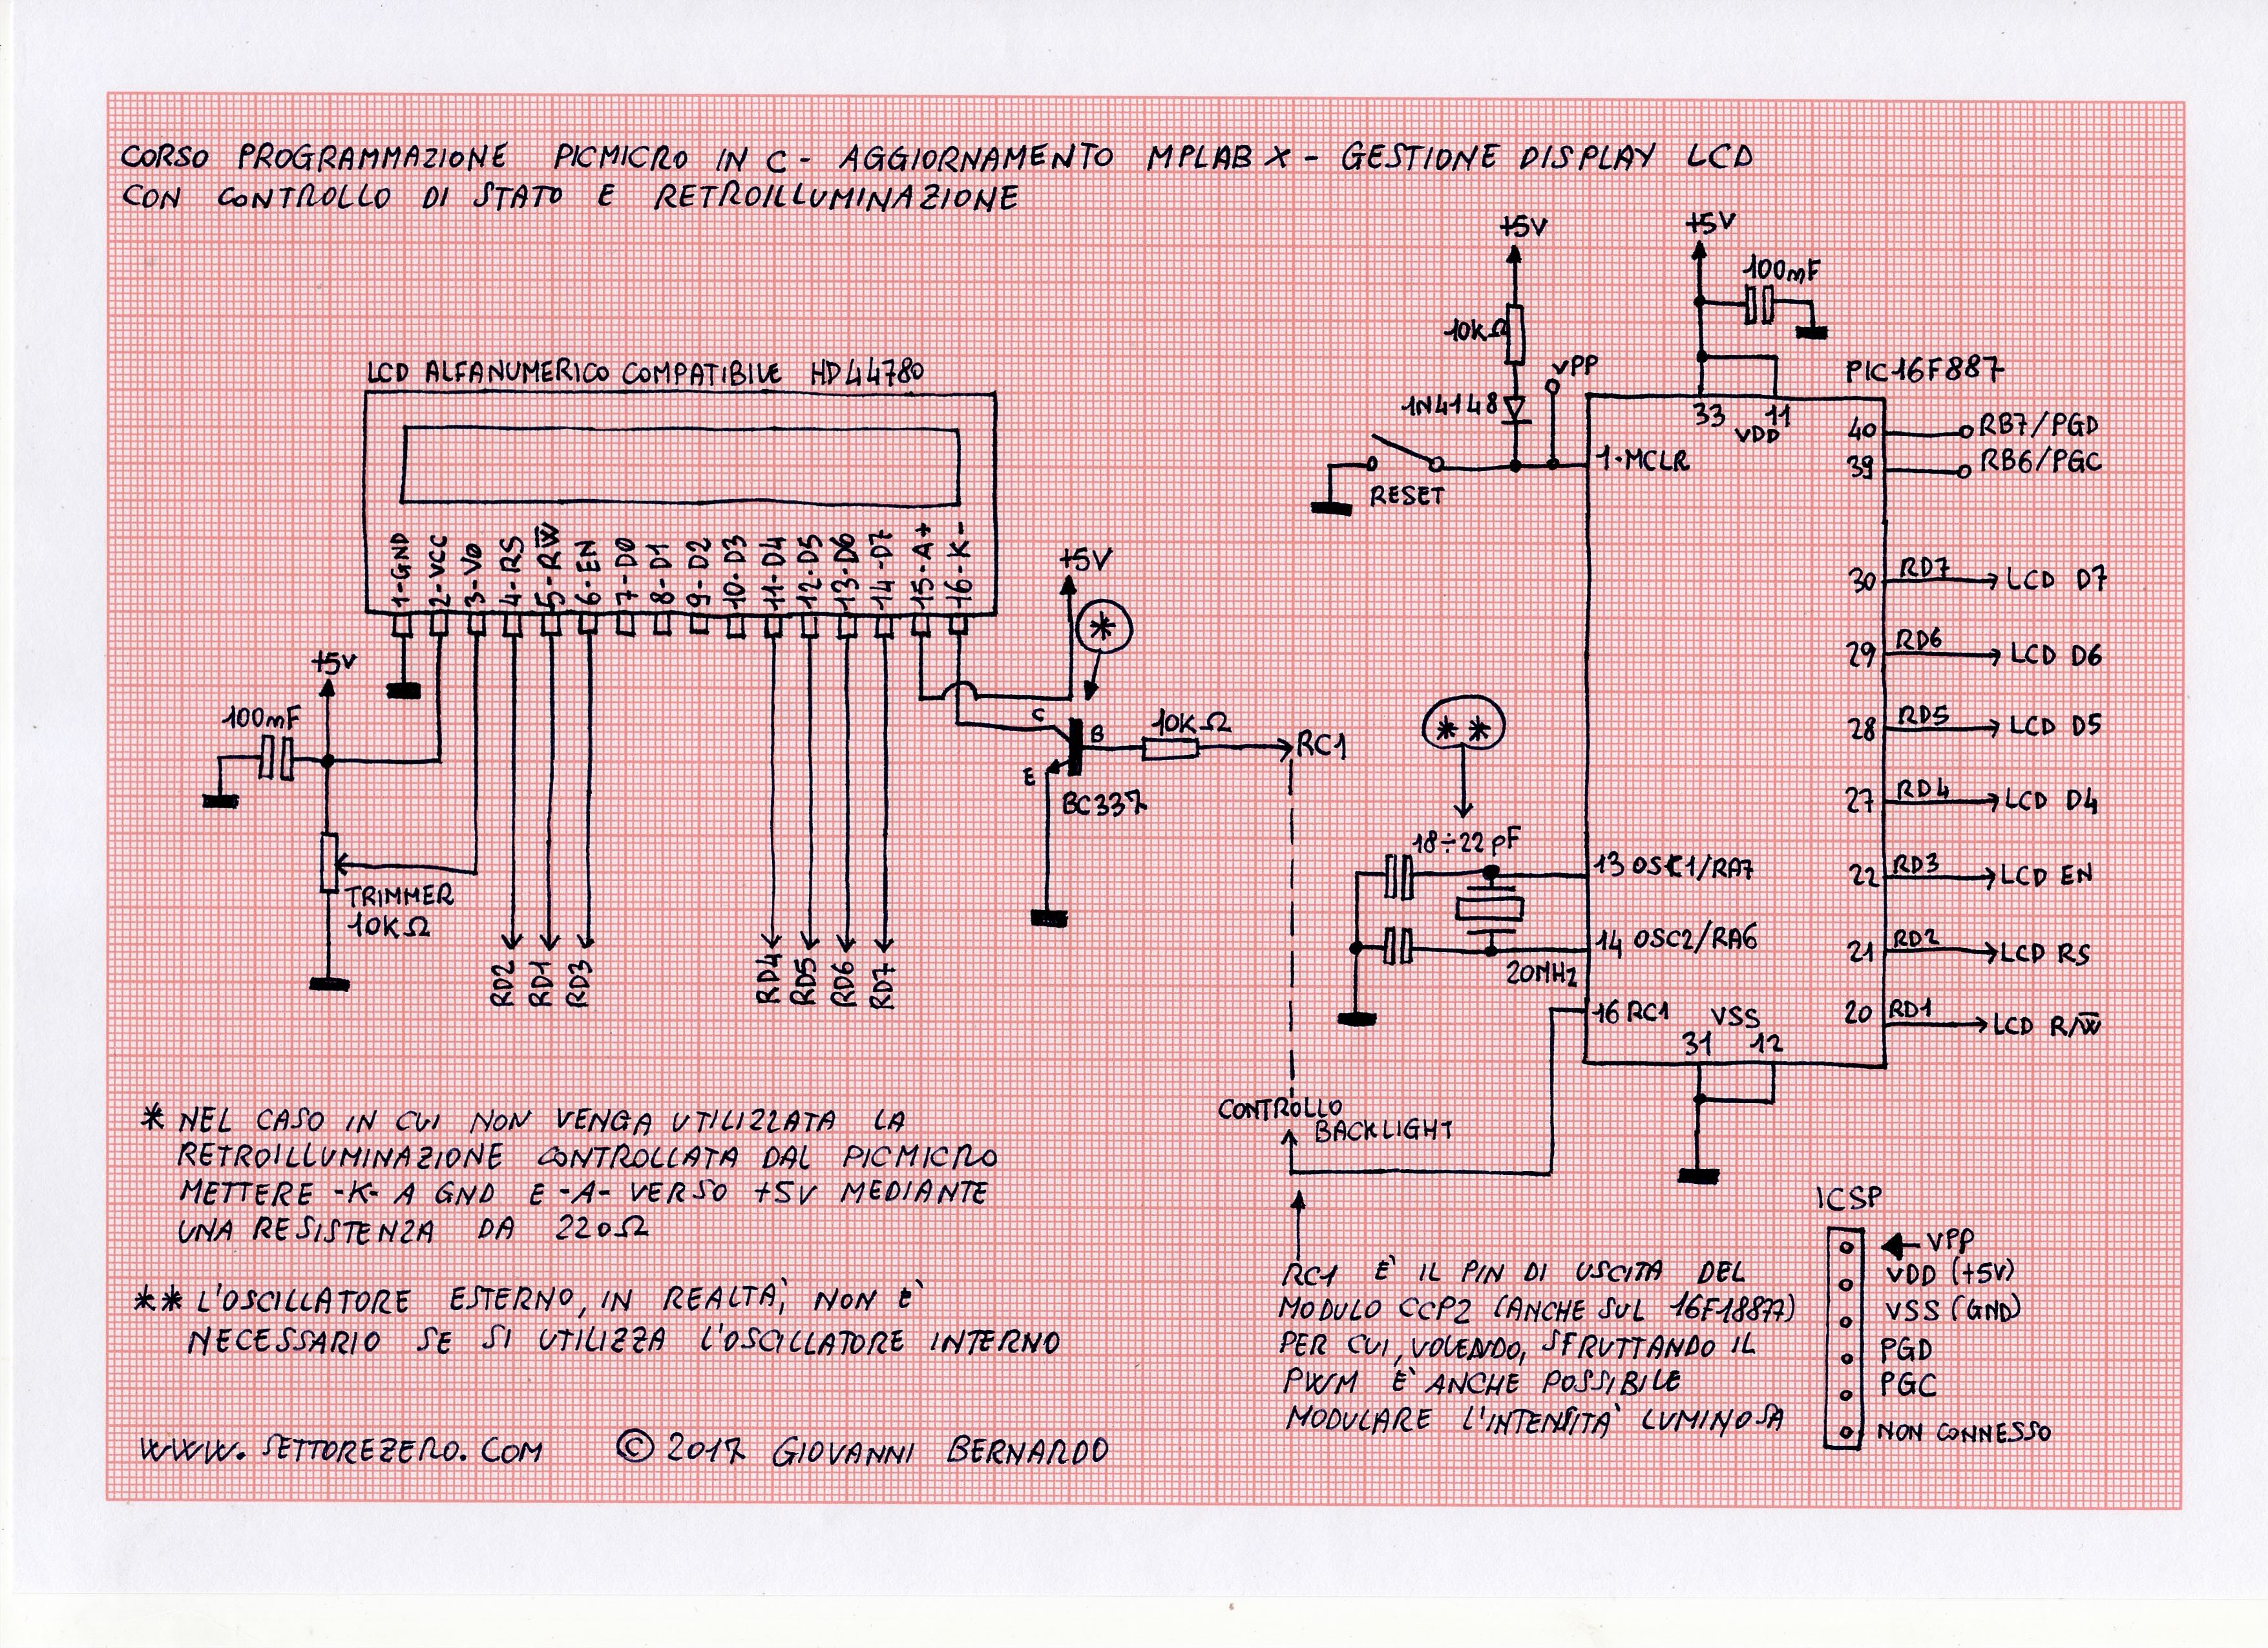 CORSO PROGRAMMAZIONE PICMICRO IN C - AGGIORNAMENTO MPLAB X - GESTIONE DISPLAY LCD
CON CONTROLLO DI STATO E RETROILLUMINAZIONE
LCD ALFANUMERICO COMPATIBILE HD44780
1-GND
2-VCC
3-V0
4-RS
5-RW̅
6-EN
7-D0
8-D1
9-D2
10-D3
11-D4
12-D5
13-D6
14-D7
15-A+
16-K-
+5V
100mF
TRIMMER
10KΩ
RD2
RD1
RD3
RD4
RD5
RD6
RD7
+5V
*
C
B
E
BC337
10KΩ
RC1
CONTROLLO
BACKLIGHT
+5V
10KΩ
1N4148
VPP
RESET
+5V
100mF
PIC16F887
33
11
VDD
1-MCLR
40
RB7/PGD
39
RB6/PGC
30
RD7
LCD D7
29
RD6
LCD D6
28
RD5
LCD D5
27
RD4
LCD D4
22
RD3
LCD EN
21
RD2
LCD RS
20
RD1
LCD R/W̅
* *
18÷22 pF
13 OSC1/RA7
14 OSC2/RA6
20MHz
16 RC1
VSS
31
12
* NEL CASO IN CUI NON VENGA UTILIZZATA LA
RETROILLUMINAZIONE CONTROLLATA DAL PICMICRO
METTERE -K- A GND E -A- VERSO +5V MEDIANTE
UNA RESISTENZA DA 220Ω
** L'OSCILLATORE ESTERNO, IN REALTÀ, NON È
NECESSARIO SE SI UTILIZZA L'OSCILLATORE INTERNO
RC1 È IL PIN DI USCITA DEL
MODULO CCP2 (ANCHE SUL 16F18877)
PER CUI, VOLENDO, SFRUTTANDO IL
PWM È ANCHE POSSIBILE
MODULARE L'INTENSITÀ LUMINOSA
ICSP
VPP
VDD (+5V)
VSS (GND)
PGD
PGC
NON CONNESSO
WWW.SETTOREZERO.COM © 2017 GIOVANNI BERNARDO